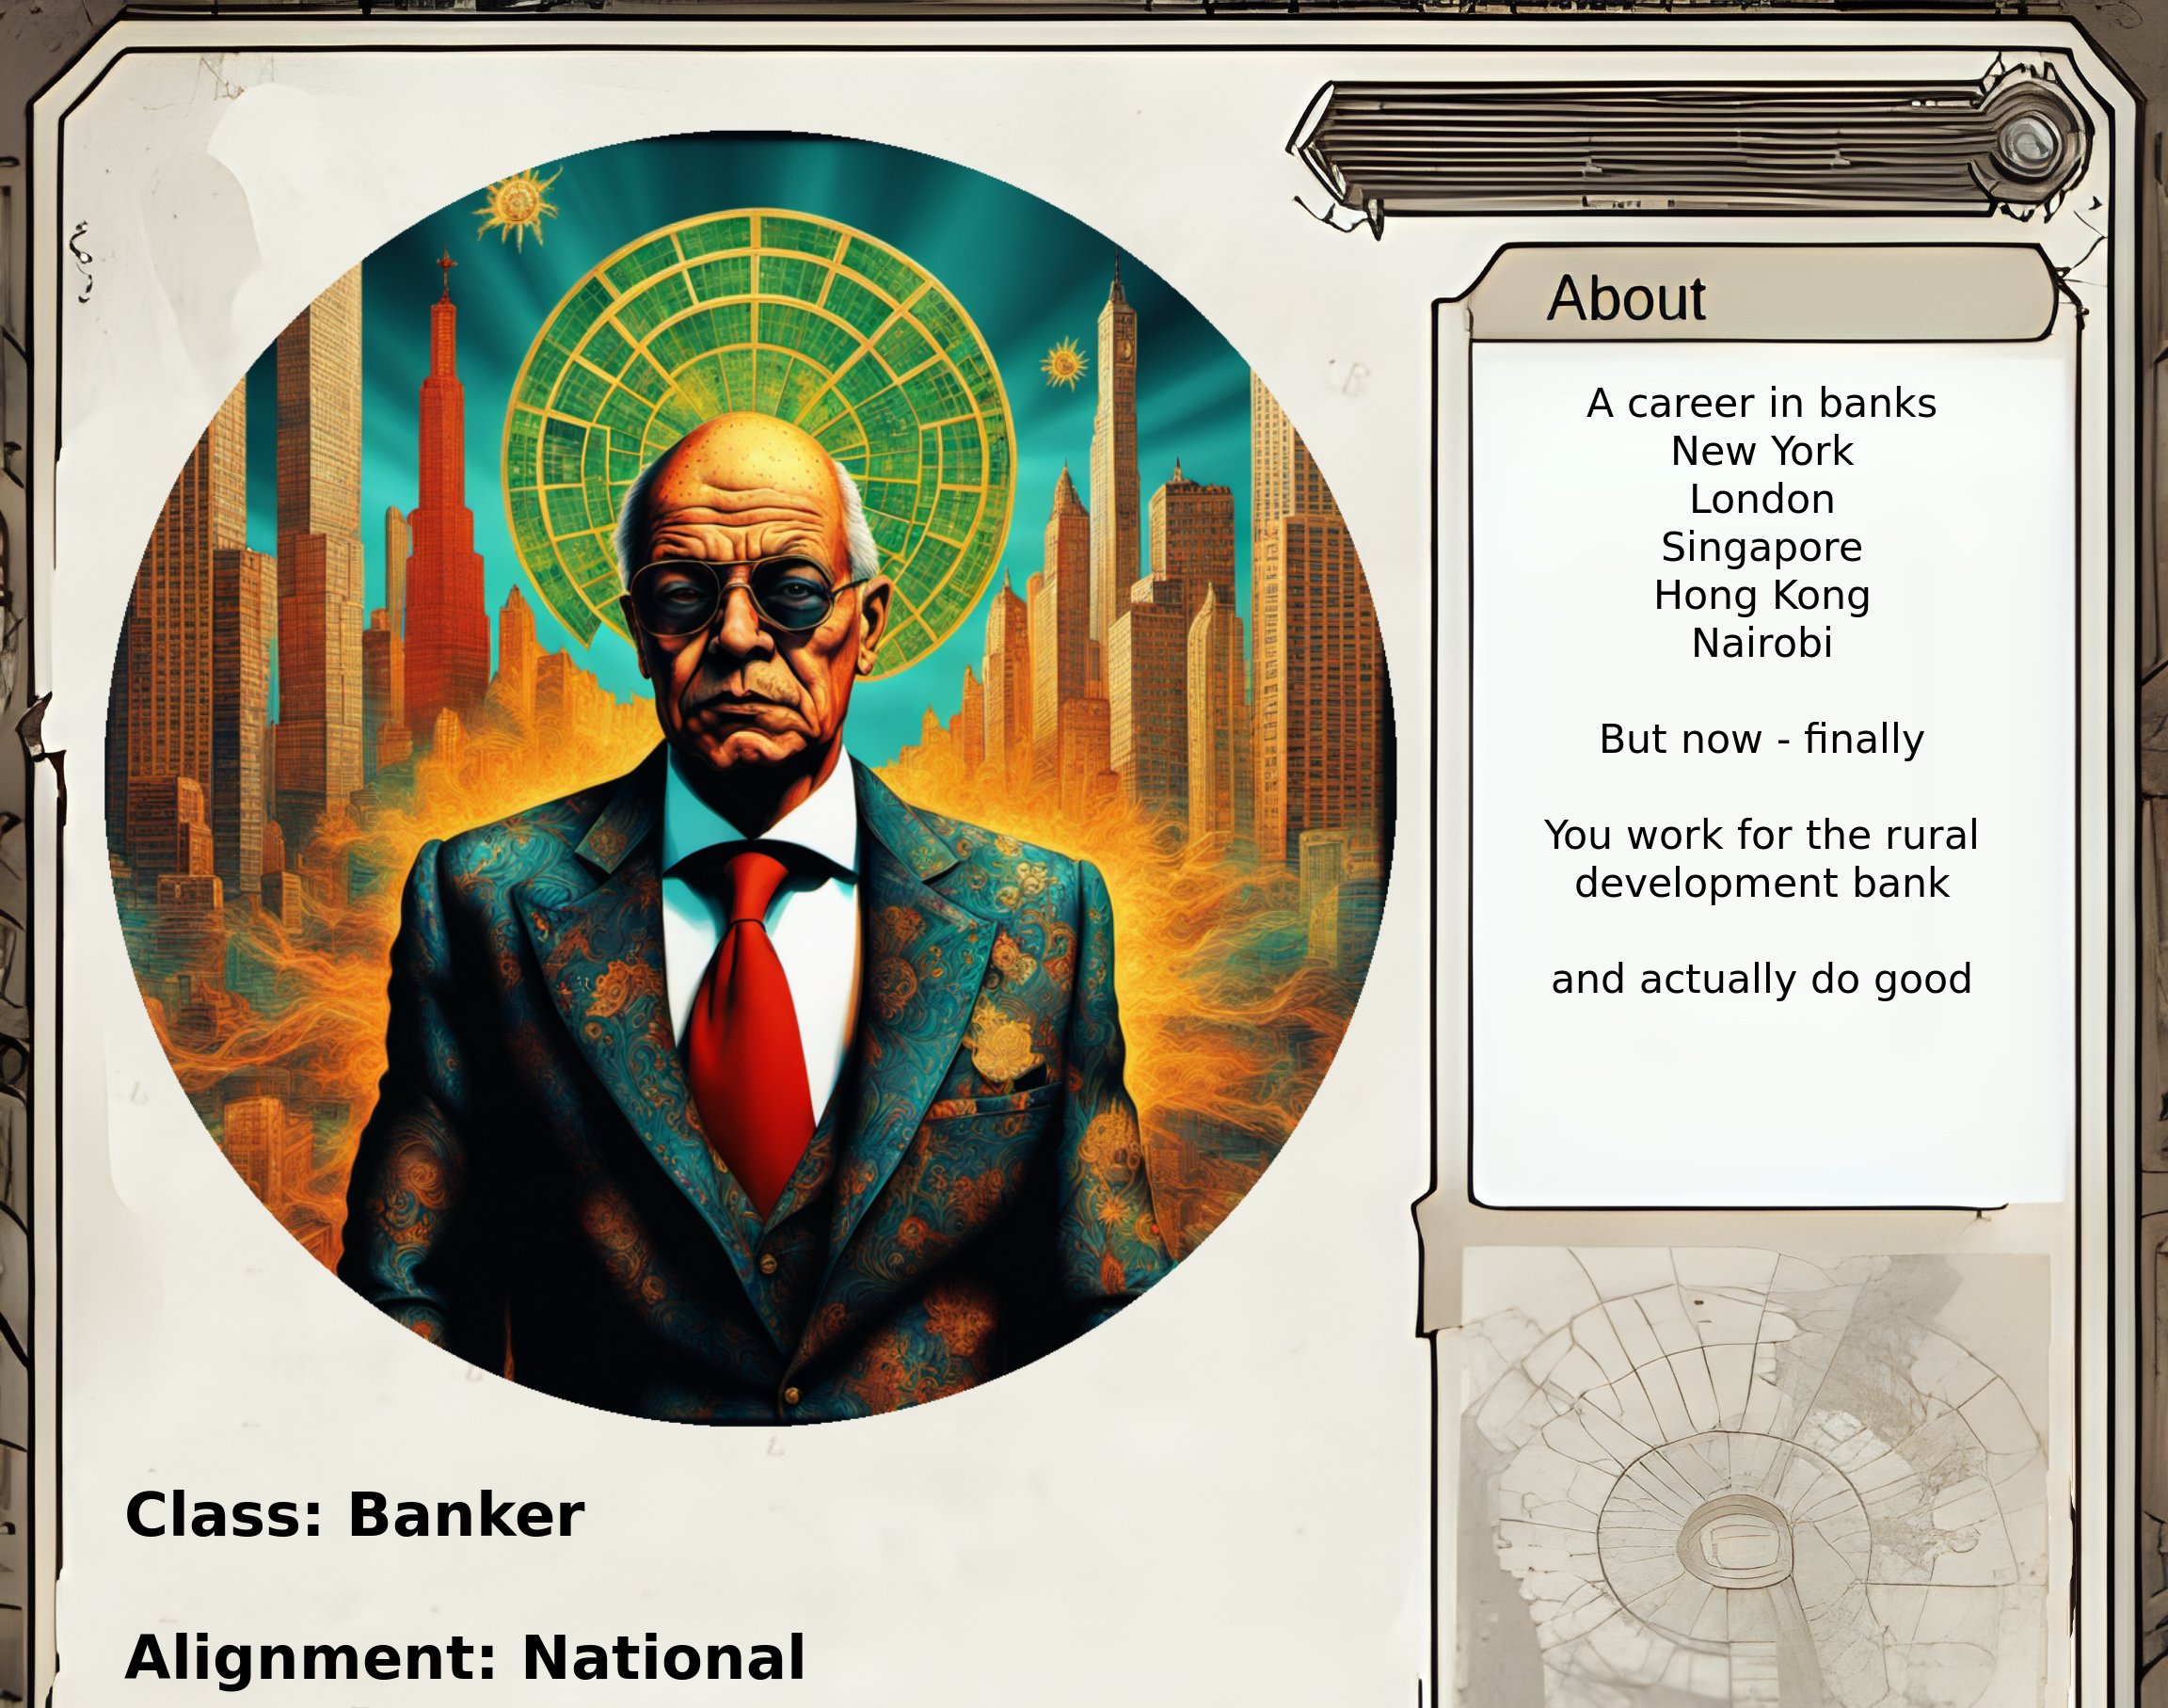 About
A career in banks
New York
London
Singapore
Hong Kong
Nairobi
But now - finally
You work for the rural
development bank
and actually do good
Class: Banker
Alignment: National